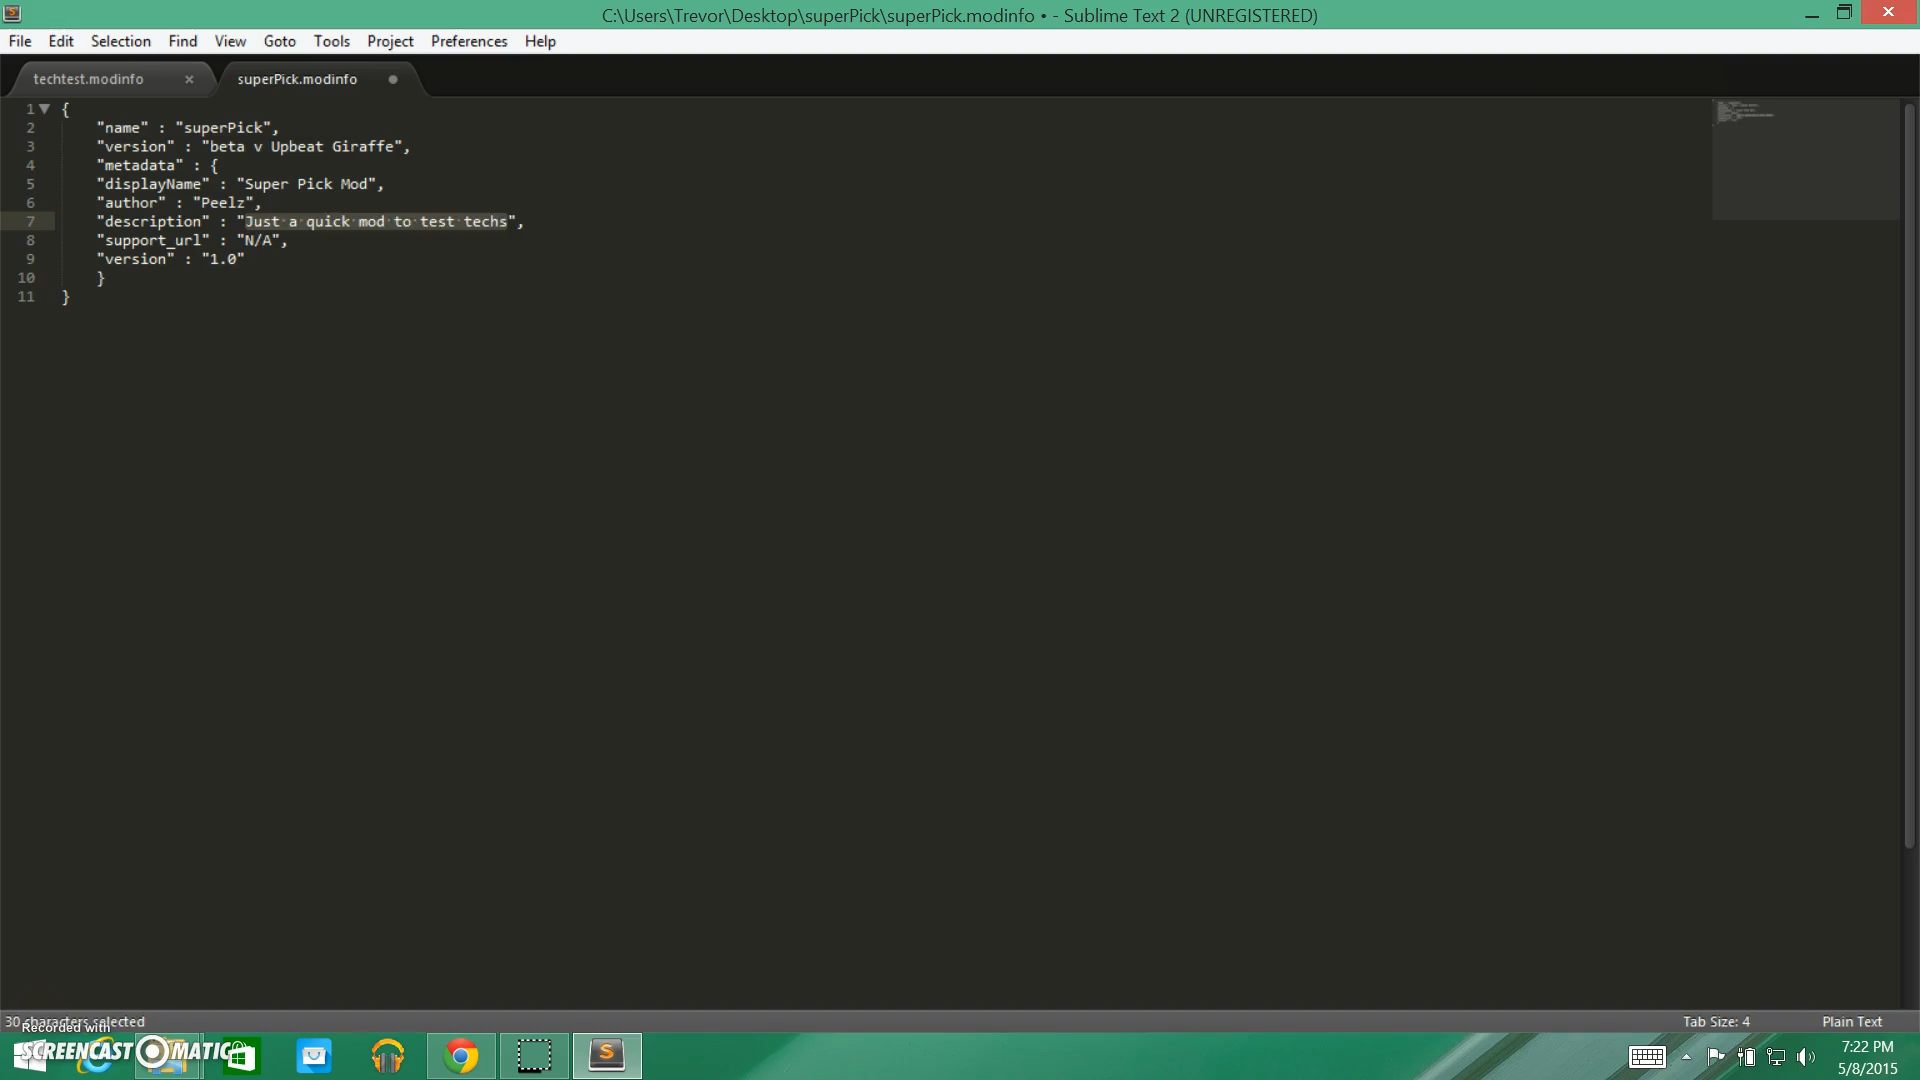 C:\Users\Trevor\Desktop\superPick\superPick.modinfo • - Sublime Text 2 (UNREGISTERED)
File Edit Selection Find View Goto Tools Project Preferences Help
techtest.modinfo × superPick.modinfo
1 {
2 "name" : "superPick",
3 "version" : "beta v Upbeat Giraffe",
4 "metadata" : {
5 "displayName" : "Super Pick Mod",
6 "author" : "Peelz",
7 "description" : "Just a quick mod to test techs",
8 "support_url" : "N/A",
9 "version" : "1.0"
10 }
11 }
30 characters selected Tab Size: 4 Plain Text
Recorded with
SCREENCAST O MATIC
7:22 PM
5/8/2015